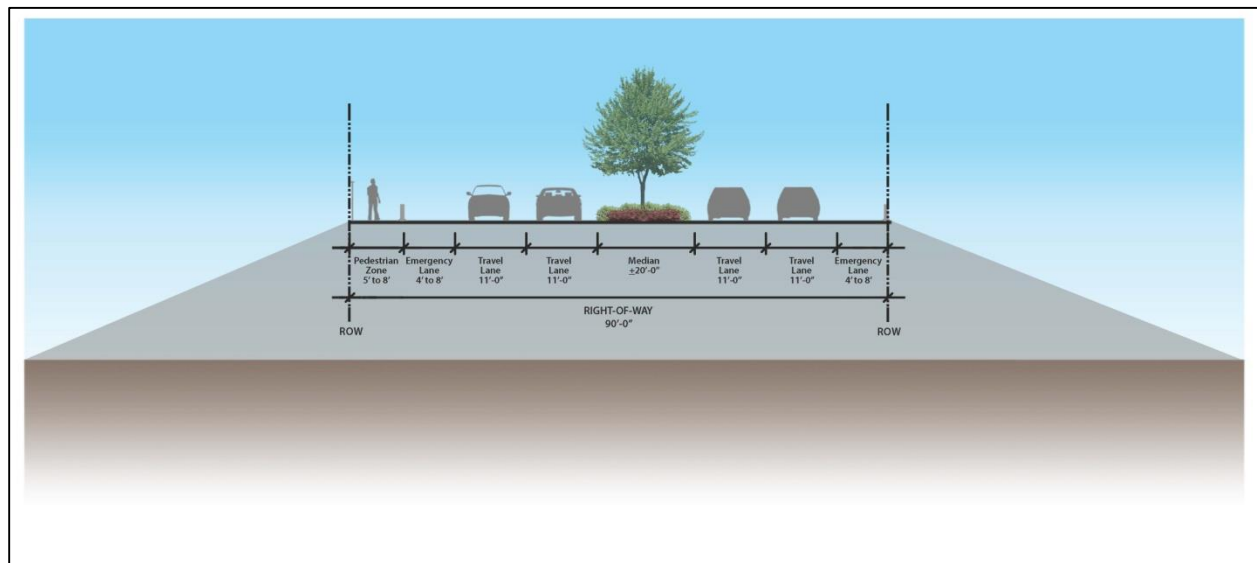 Pedestrian
Zone
5' to 8'
Emergency
Lane
4' to 8'
Travel
Lane
11'-0"
Travel
Lane
11'-0"
Median
±20'-0"
Travel
Lane
11'-0"
Travel
Lane
11'-0"
Emergency
Lane
4' to 8'
RIGHT-OF-WAY
90'-0"
ROW
ROW